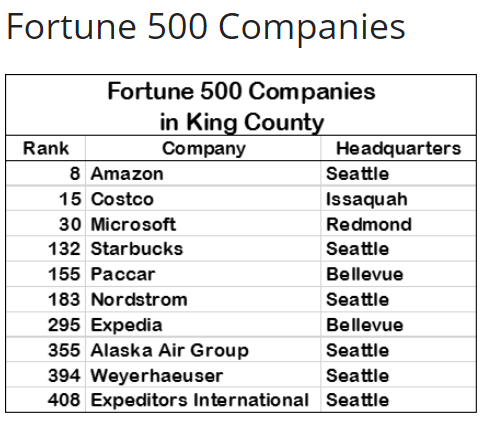 Fortune 500 Companies
Fortune 500 Companies
in King County
Rank Company Headquarters
8 Amazon Seattle
15 Costco Issaquah
30 Microsoft Redmond
132 Starbucks Seattle
155 Paccar Bellevue
183 Nordstrom Seattle
295 Expedia Bellevue
355 Alaska Air Group Seattle
394 Weyerhaeuser Seattle
408 Expeditors International Seattle